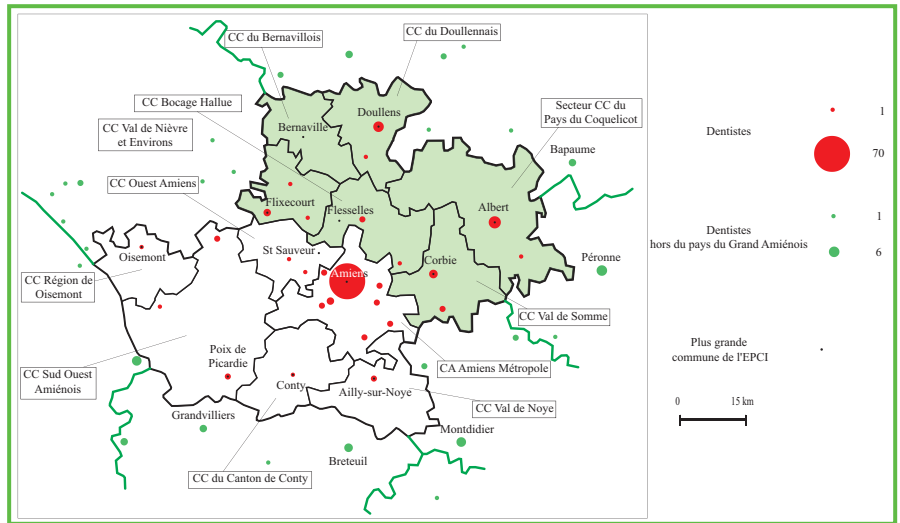 CC du Bernavillois
CC du Doullennais
CC Bocage Hallue
Secteur CC du
Pays du Coquelicot
CC Val de Nièvre
et Environs
Doullens
Bernaville
Bapaume
CC Ouest Amiens
Flixecourt
Flesselles
Albert
St Sauveur
Oisemont
Corbie
Péronne
Amiens
CC Région de
Oisemont
CC Val de Somme
Poix de
Picardie
CC Sud Ouest
Amiénois
CA Amiens Métropole
Conty
Ailly-sur-Noye
CC Val de Noye
Grandvilliers
Montdidier
Breteuil
CC du Canton de Conty
Dentistes
1
70
Dentistes
hors du pays du Grand Amiénois
1
6
Plus grande
commune de l'EPCI
0 15 km